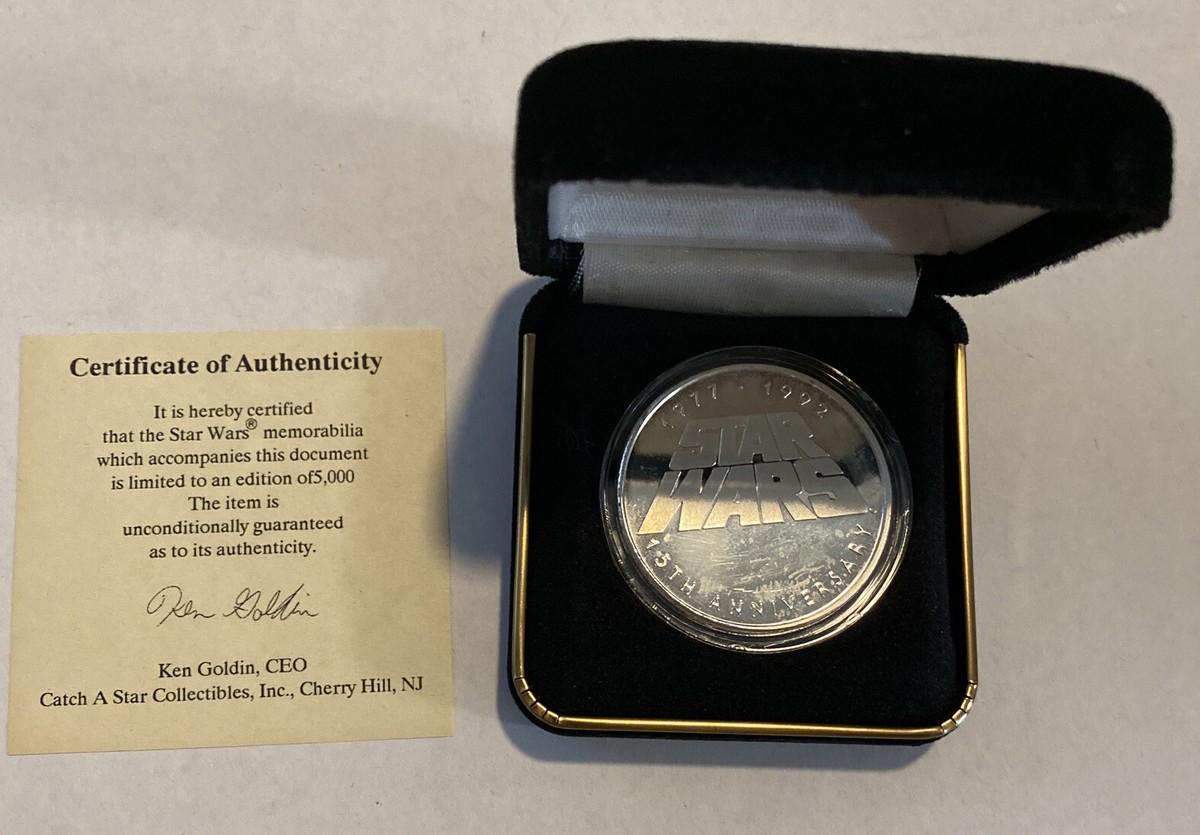 Certificate of Authenticity
It is hereby certified
that the Star Wars® memorabilia
which accompanies this document
is limited to an edition of5,000
The item is
unconditionally guaranteed
as to its authenticity.
Ken Goldin
Ken Goldin, CEO
Catch A Star Collectibles, Inc., Cherry Hill, NJ
1977 · 1992
STAR
WARS
15TH ANNIVERSARY